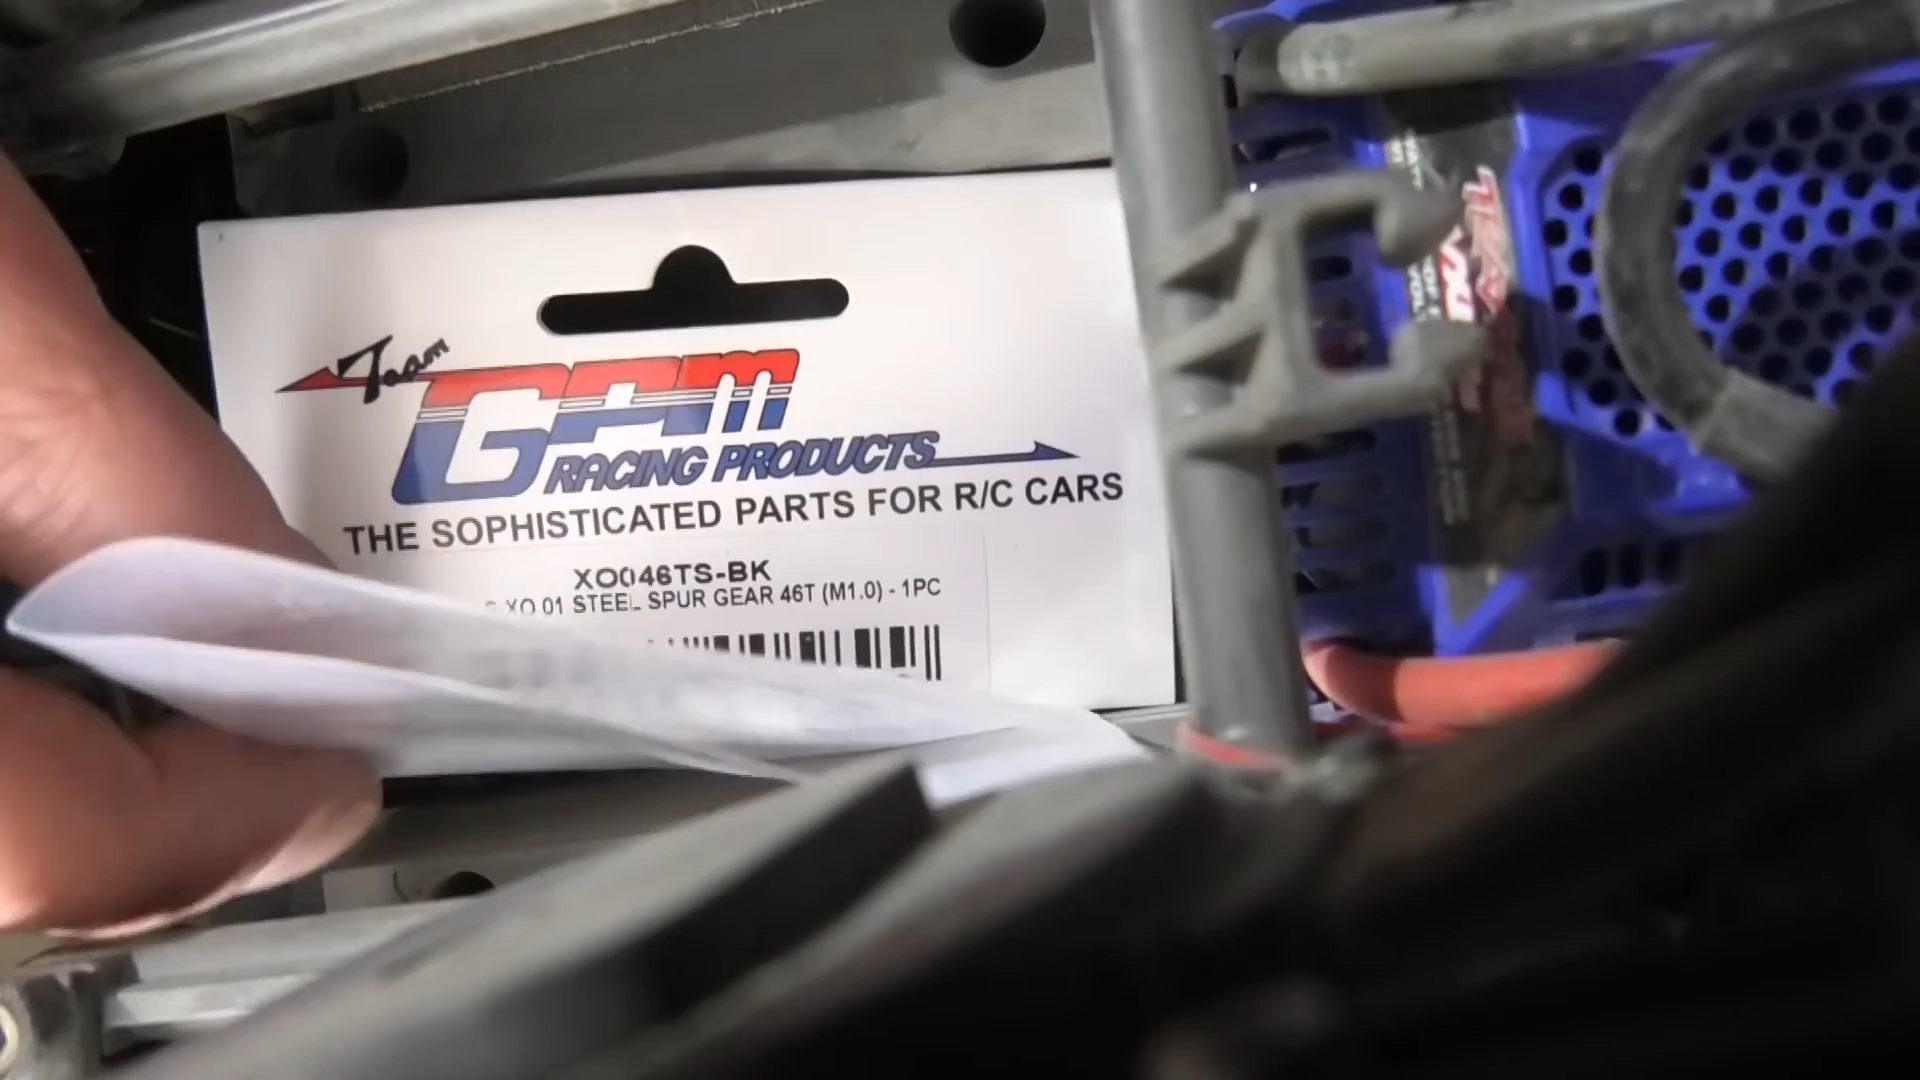 Team
GPM
RACING PRODUCTS
THE SOPHISTICATED PARTS FOR R/C CARS
XO046TS-BK
XO 01 STEEL SPUR GEAR 46T (M1.0) - 1PC